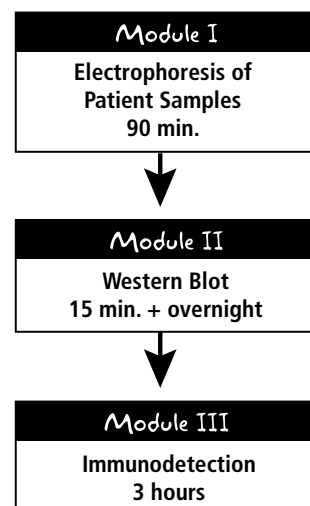 Module I
Electrophoresis of
Patient Samples
90 min.
Module II
Western Blot
15 min. + overnight
Module III
Immunodetection
3 hours